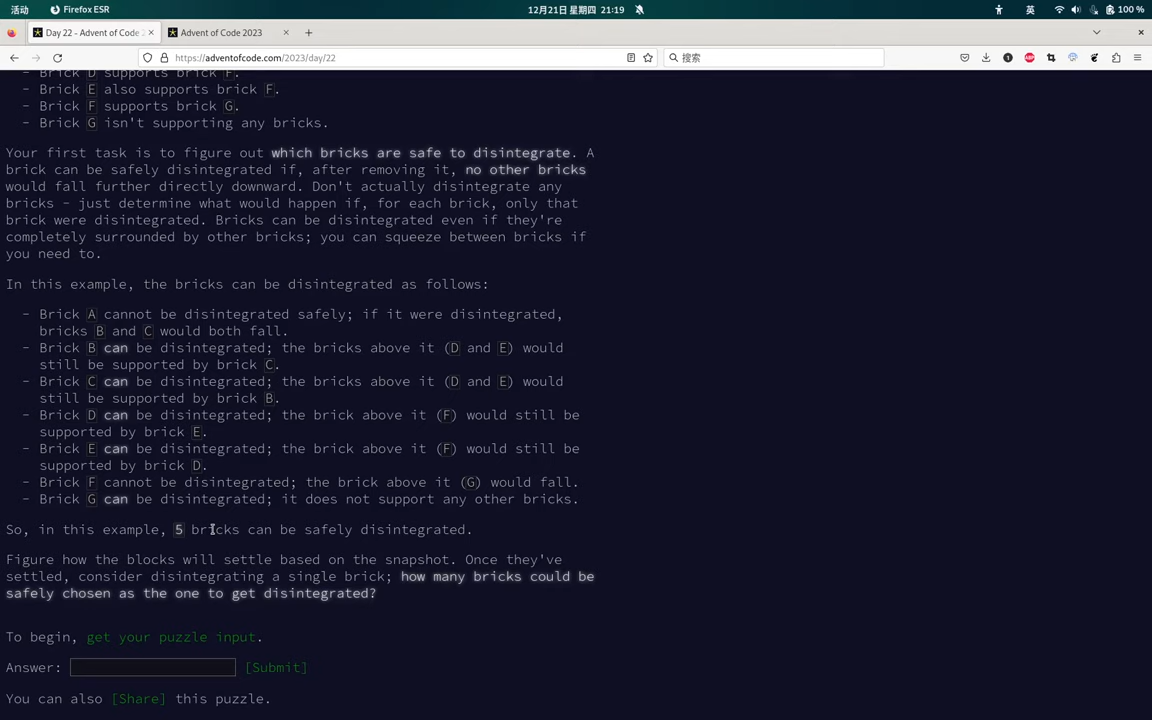 活动
Firefox ESR
12月21日 星期四 21:19
英
100 %
Day 22 - Advent of Code 2
Advent of Code 2023
https://adventofcode.com/2023/day/22
搜索
- Brick D supports brick F.
- Brick E also supports brick F.
- Brick F supports brick G.
- Brick G isn't supporting any bricks.
Your first task is to figure out which bricks are safe to disintegrate. A
brick can be safely disintegrated if, after removing it, no other bricks
would fall further directly downward. Don't actually disintegrate any
bricks - just determine what would happen if, for each brick, only that
brick were disintegrated. Bricks can be disintegrated even if they're
completely surrounded by other bricks; you can squeeze between bricks if
you need to.
In this example, the bricks can be disintegrated as follows:
- Brick A cannot be disintegrated safely; if it were disintegrated,
bricks B and C would both fall.
- Brick B can be disintegrated; the bricks above it (D and E) would
still be supported by brick C.
- Brick C can be disintegrated; the bricks above it (D and E) would
still be supported by brick B.
- Brick D can be disintegrated; the brick above it (F) would still be
supported by brick E.
- Brick E can be disintegrated; the brick above it (F) would still be
supported by brick D.
- Brick F cannot be disintegrated; the brick above it (G) would fall.
- Brick G can be disintegrated; it does not support any other bricks.
So, in this example, 5 bricks can be safely disintegrated.
Figure how the blocks will settle based on the snapshot. Once they've
settled, consider disintegrating a single brick; how many bricks could be
safely chosen as the one to get disintegrated?
To begin, get your puzzle input.
Answer:
[Submit]
You can also [Share] this puzzle.